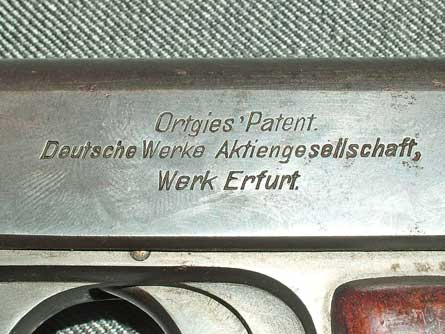 Ortgies' Patent.
Deutsche Werke Aktiengesellschaft,
Werk Erfurt.